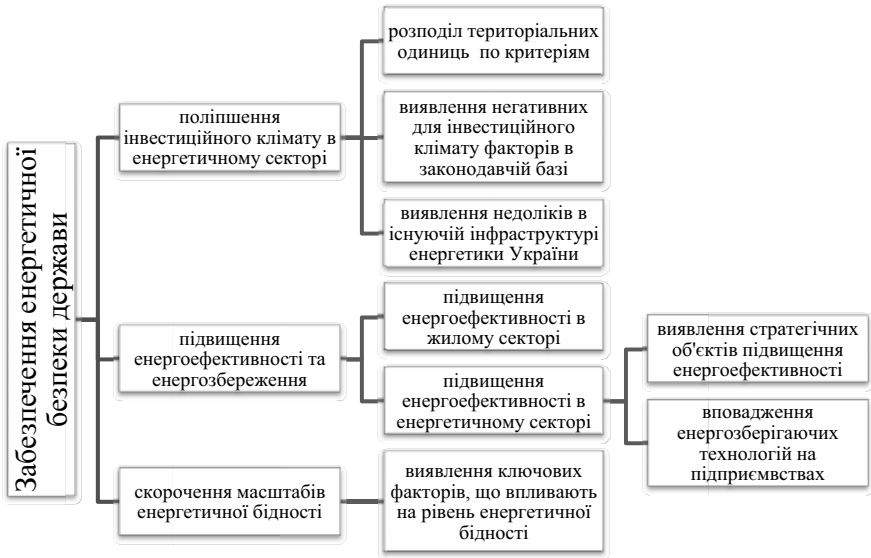 Забезпечення енергетичної
безпеки держави
поліпшення
інвестиційного клімату в
енергетичному секторі
розподіл територіальних
одиниць по критеріям
виявлення негативних
для інвестиційного
клімату факторів в
законодавчій базі
виявлення недоліків в
існуючій інфраструктурі
енергетики України
підвищення
енергоефективності та
енергозбереження
підвищення
енергоефективності в
жилому секторі
підвищення
енергоефективності в
енергетичному секторі
виявлення стратегічних
об'єктів підвищення
енергоефективності
вповадження
енергозберігаючих
технологій на
підприємвствах
скорочення масштабів
енергетичної бідності
виявлення ключових
факторів, що впливають
на рівень енергетичної
бідності